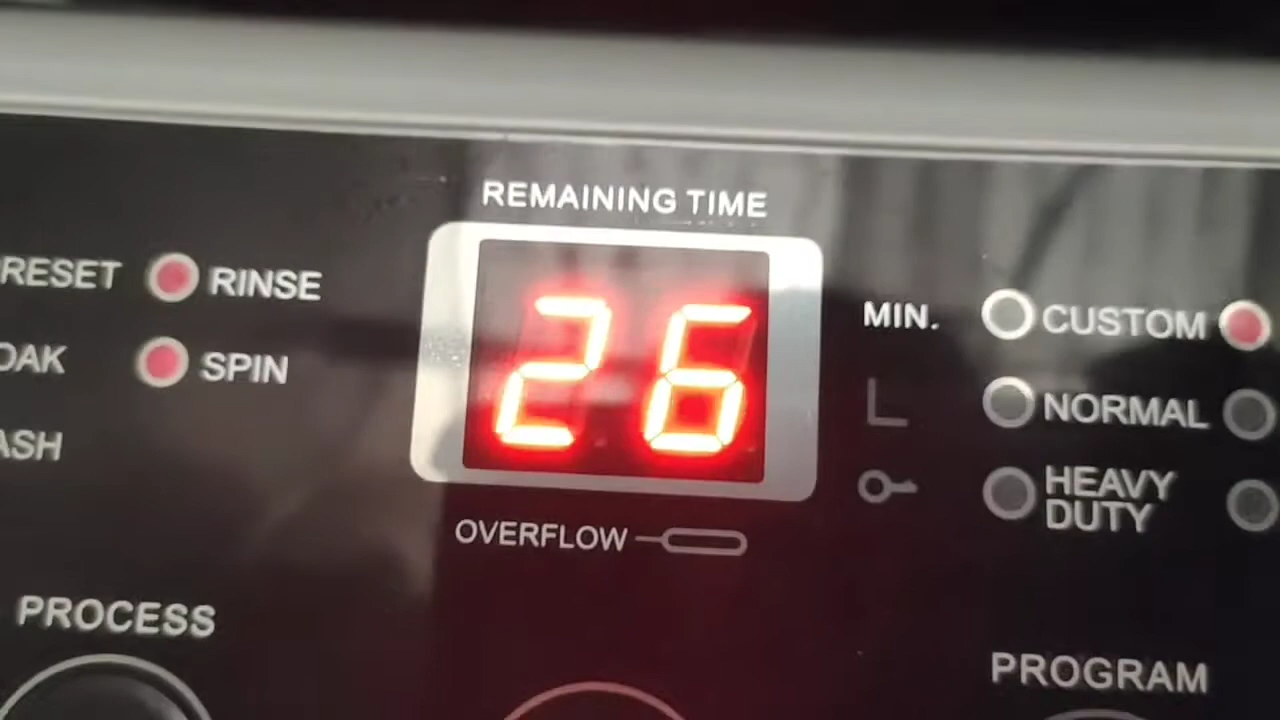 REMAINING TIME
RESET RINSE
26
MIN. CUSTOM
OAK SPIN
NORMAL
ASH
HEAVY
DUTY
OVERFLOW
PROCESS
PROGRAM